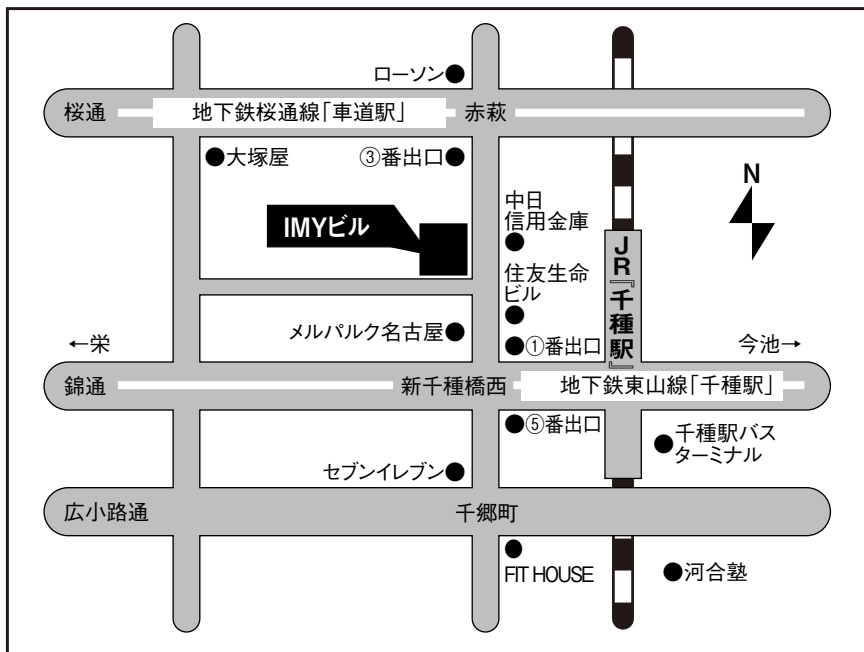 ローソン
桜通
地下鉄桜通線「車道駅」
赤萩
大塚屋
③番出口
N
中日
信用金庫
IMYビル
JR『千種駅』
住友生命
ビル
メルパルク名古屋
①番出口
←栄
今池→
錦通
新千種橋西
地下鉄東山線「千種駅」
⑤番出口
千種駅バス
ターミナル
セブンイレブン
広小路通
千郷町
FIT HOUSE
河合塾